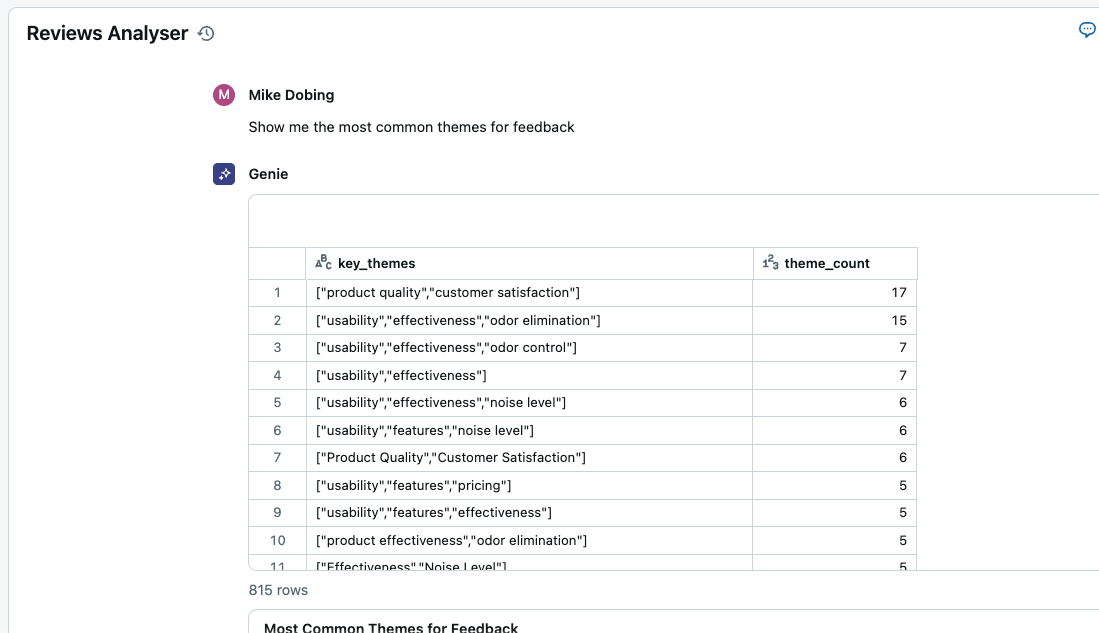 Reviews Analyser
M Mike Dobing
Show me the most common themes for feedback
Genie
key_themes theme_count
1 ["product quality","customer satisfaction"] 17
2 ["usability","effectiveness","odor elimination"] 15
3 ["usability","effectiveness","odor control"] 7
4 ["usability","effectiveness"] 7
5 ["usability","effectiveness","noise level"] 6
6 ["usability","features","noise level"] 6
7 ["Product Quality","Customer Satisfaction"] 6
8 ["usability","features","pricing"] 5
9 ["usability","features","effectiveness"] 5
10 ["product effectiveness","odor elimination"] 5
11 ["Effectiveness","Noise Level"] 5
815 rows
Most Common Themes for Feedback